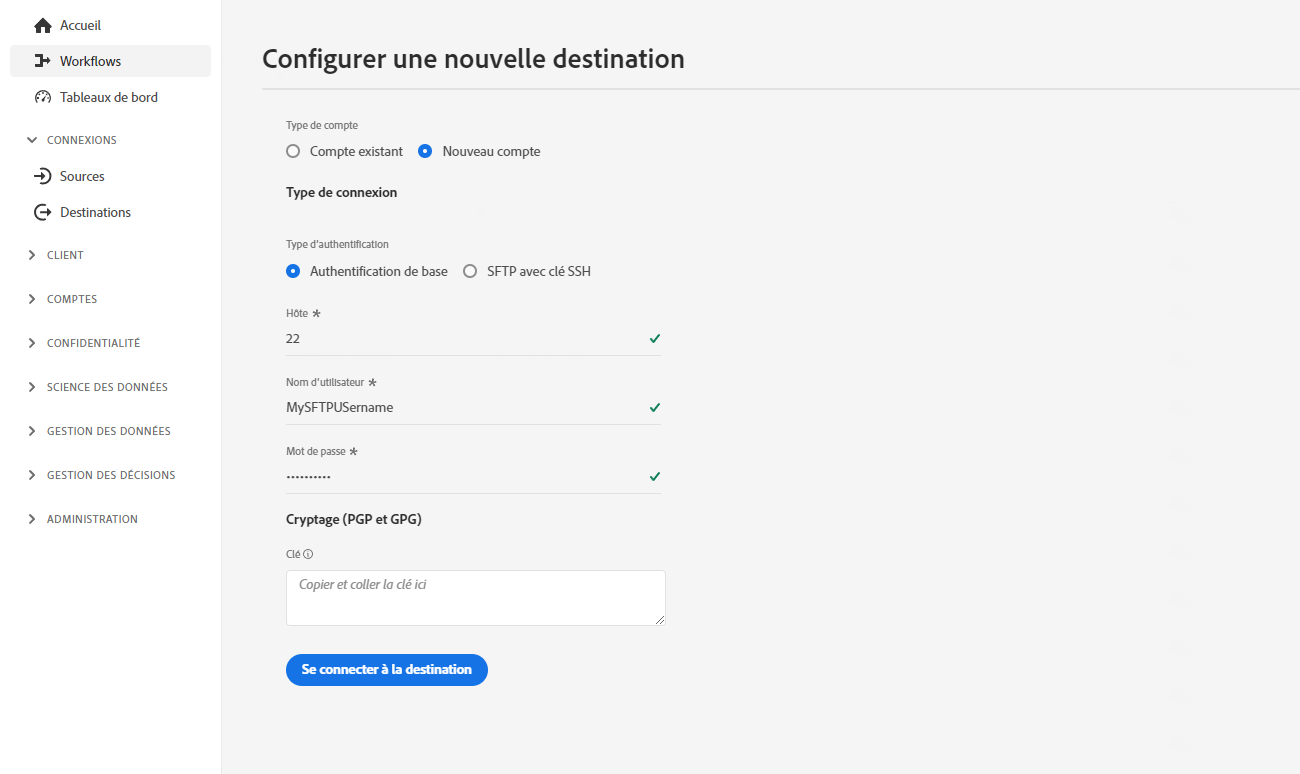 Accueil
Workflows
Tableaux de bord
CONNEXIONS
Sources
Destinations
CLIENT
COMPTES
CONFIDENTIALITÉ
SCIENCE DES DONNÉES
GESTION DES DONNÉES
GESTION DES DÉCISIONS
ADMINISTRATION
Configurer une nouvelle destination
Type de compte
Compte existant Nouveau compte
Type de connexion
Type d'authentification
Authentification de base SFTP avec clé SSH
Hôte *
22
Nom d'utilisateur *
MySFTPUSername
Mot de passe *
••••••••••
Cryptage (PGP et GPG)
Clé
Copier et coller la clé ici
Se connecter à la destination